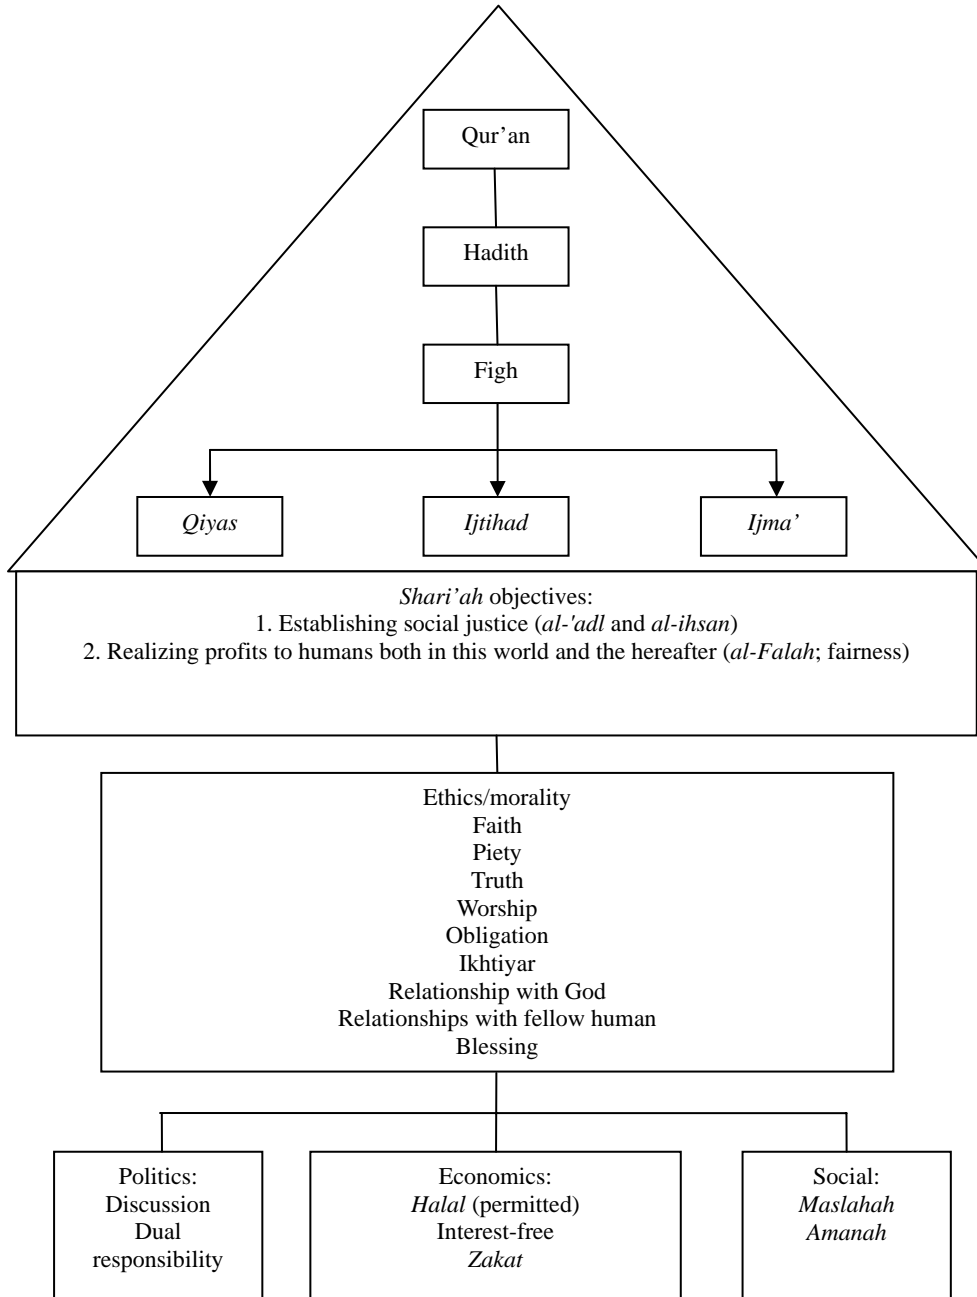 Qur’an
Hadith
Figh
Qiyas
Ijtihad
Ijma’
Shari’ah objectives:
1. Establishing social justice (al-'adl and al-ihsan)
2. Realizing profits to humans both in this world and the hereafter (al-Falah; fairness)
Ethics/morality
Faith
Piety
Truth
Worship
Obligation
Ikhtiyar
Relationship with God
Relationships with fellow human
Blessing
Politics:
Discussion
Dual
responsibility
Economics:
Halal (permitted)
Interest-free
Zakat
Social:
Maslahah
Amanah